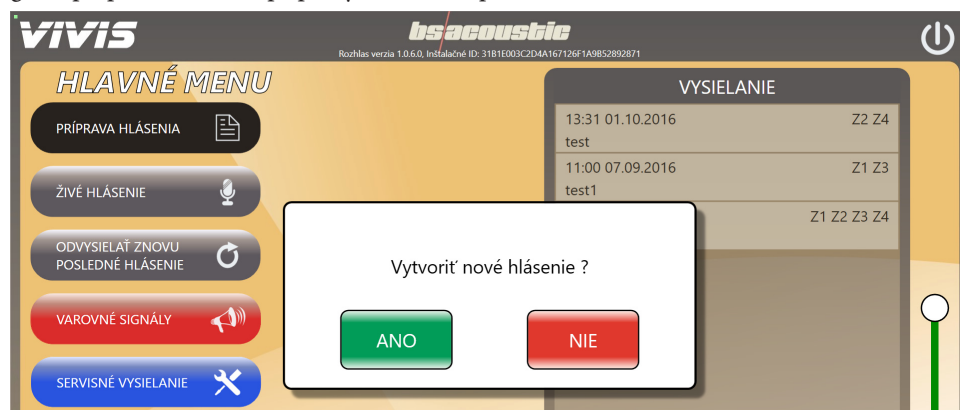 VIVIS
bsacoustic
Rozhlas verzia 1.0.6.0, Inštalačné ID: 31B1E003C2D4A167126F1A9B52892871
HLAVNÉ MENU
PRÍPRAVA HLÁSENIA
ŽIVÉ HLÁSENIE
ODVYSIELAŤ ZNOVU
POSLEDNÉ HLÁSENIE
VAROVNÉ SIGNÁLY
SERVISNÉ VYSIELANIE
VYSIELANIE
13:31 01.10.2016 Z2 Z4
test
11:00 07.09.2016 Z1 Z3
test1
Z1 Z2 Z3 Z4
Vytvoriť nové hlásenie ?
ANO NIE